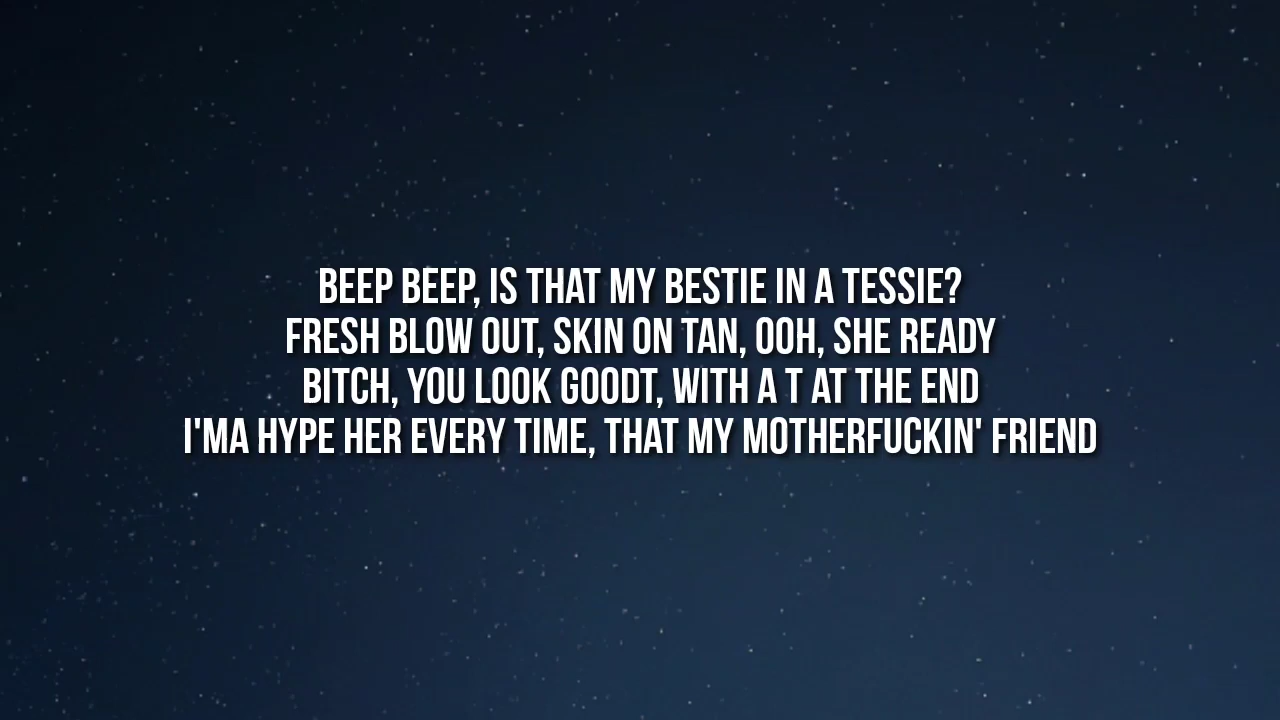 BEEP BEEP, IS THAT MY BESTIE IN A TESSIE?
FRESH BLOW OUT, SKIN ON TAN, OOH, SHE READY
BITCH, YOU LOOK GOODT, WITH A T AT THE END
I'MA HYPE HER EVERY TIME, THAT MY MOTHERFUCKIN' FRIEND